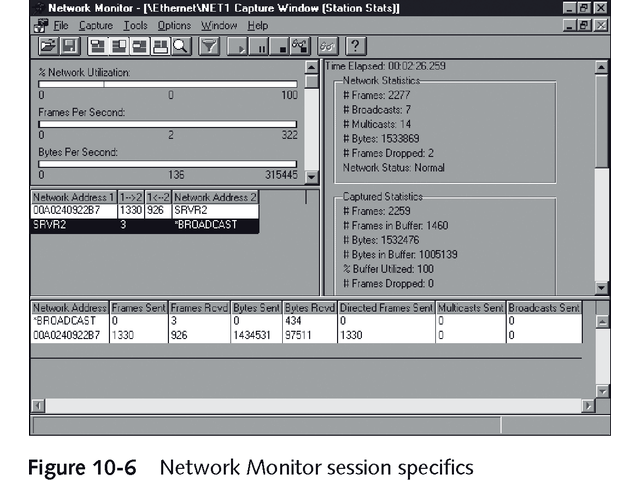 Network Monitor - [\Ethernet\NET1 Capture Window (Station Stats)]
File Capture Tools Options Window Help
% Network Utilization:
0 0 100
Frames Per Second:
0 2 322
Bytes Per Second:
0 136 315445
Time Elapsed: 00:02:26.259
Network Statistics
# Frames: 2277
# Broadcasts: 7
# Multicasts: 14
# Bytes: 1533869
# Frames Dropped: 2
Network Status: Normal
Captured Statistics
# Frames: 2259
# Frames in Buffer: 1460
# Bytes: 1532476
# Bytes in Buffer: 1005139
% Buffer Utilized: 100
# Frames Dropped: 0
Network Address 1 1-->2 1<--2 Network Address 2
00A0240922B7 1330 926 SRVR2
SRVR2 3 *BROADCAST
Network Address Frames Sent Frames Rcvd Bytes Sent Bytes Rcvd Directed Frames Sent Multicasts Sent Broadcasts Sent
*BROADCAST 0 3 0 434 0 0 0
00A0240922B7 1330 926 1434531 97511 1330 0 0
Figure 10-6 Network Monitor session specifics